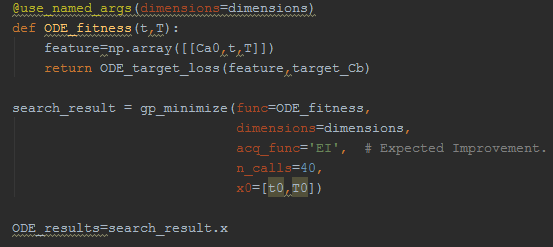 @use_named_args(dimensions=dimensions)
def ODE_fitness(t,T):
    feature=np.array([[Ca0,t,T]])
    return ODE_target_loss(feature,target_Cb)
search_result = gp_minimize(func=ODE_fitness,
                            dimensions=dimensions,
                            acq_func='EI',  # Expected Improvement.
                            n_calls=40,
                            x0=[t0,T0])
ODE_results=search_result.x